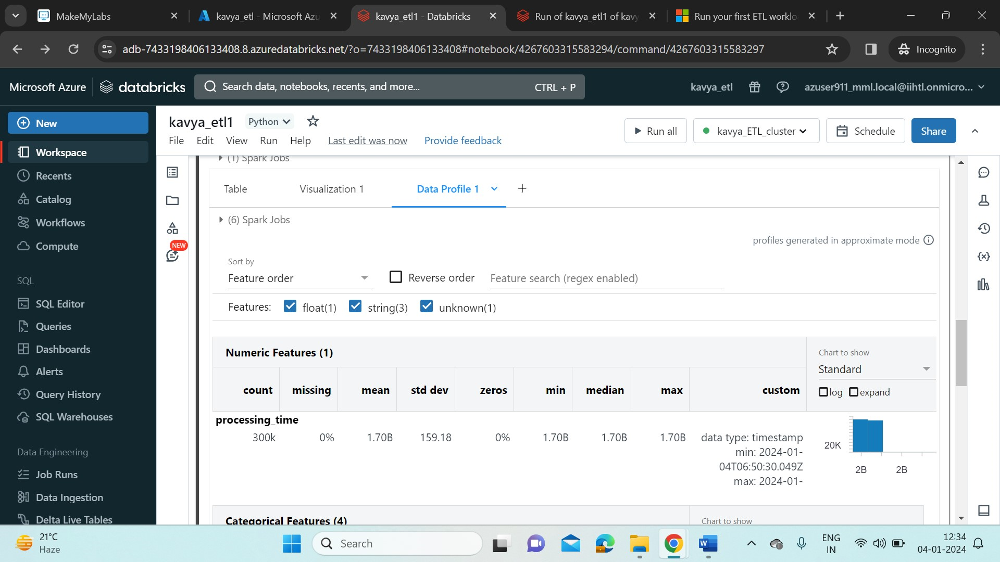 MakeMyLabs
kavya_etl - Microsoft Azu
kavya_etl1 - Databricks
Run of kavya_etl1 of kavy
Run your first ETL worklo
adb-7433198406133408.8.azuredatabricks.net/?o=7433198406133408#notebook/4267603315583294/command/4267603315583297
Incognito
Microsoft Azure
databricks
Search data, notebooks, recents, and more...
CTRL + P
kavya_etl
azuser911_mml.local@iihtl.onmicro...
New
Workspace
Recents
Catalog
Workflows
Compute
SQL
SQL Editor
Queries
Dashboards
Alerts
Query History
SQL Warehouses
Data Engineering
Job Runs
Data Ingestion
Delta Live Tables
kavya_etl1
Python
File Edit View Run Help Last edit was now Provide feedback
Run all
kavya_ETL_cluster
Schedule
Share
NEW
(1) Spark Jobs
Table
Visualization 1
Data Profile 1
(6) Spark Jobs
profiles generated in approximate mode
Sort by
Feature order
Reverse order
Feature search (regex enabled)
Features: float(1) string(3) unknown(1)
Numeric Features (1)
Chart to show
Standard
log expand
count missing mean std dev zeros min median max custom
processing_time
300k 0% 1.70B 159.18 0% 1.70B 1.70B 1.70B data type: timestamp
min: 2024-01-
04T06:50:30.049Z
max: 2024-01-
20K
2B 2B
Categorical Features (4)
Chart to show
21°C
Haze
Search
ENG
IN
12:34
04-01-2024